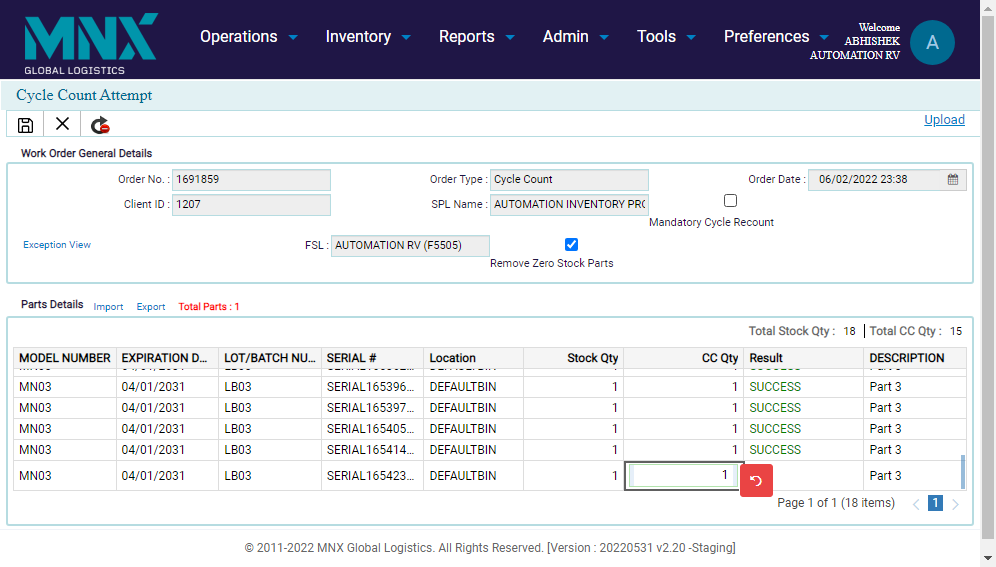 MNX
GLOBAL LOGISTICS
Operations Inventory Reports Admin Tools Preferences
Welcome
ABHISHEK
AUTOMATION RV
A
Cycle Count Attempt
Upload
Work Order General Details
Order No. : 1691859 Order Type : Cycle Count Order Date : 06/02/2022 23:38
Client ID : 1207 SPL Name : AUTOMATION INVENTORY PRO
Mandatory Cycle Recount
Exception View FSL : AUTOMATION RV (F5505)
Remove Zero Stock Parts
Parts Details Import Export Total Parts : 1
Total Stock Qty : 18 Total CC Qty : 15
MODEL NUMBER EXPIRATION D... LOT/BATCH NU... SERIAL # Location Stock Qty CC Qty Result DESCRIPTION
MN03 04/01/2031 LB03 SERIAL165396... DEFAULTBIN 1 1 SUCCESS Part 3
MN03 04/01/2031 LB03 SERIAL165397... DEFAULTBIN 1 1 SUCCESS Part 3
MN03 04/01/2031 LB03 SERIAL165405... DEFAULTBIN 1 1 SUCCESS Part 3
MN03 04/01/2031 LB03 SERIAL165414... DEFAULTBIN 1 1 SUCCESS Part 3
MN03 04/01/2031 LB03 SERIAL165423... DEFAULTBIN 1 1 Part 3
Page 1 of 1 (18 items) 1
© 2011-2022 MNX Global Logistics. All Rights Reserved. [Version : 20220531 v2.20 -Staging]